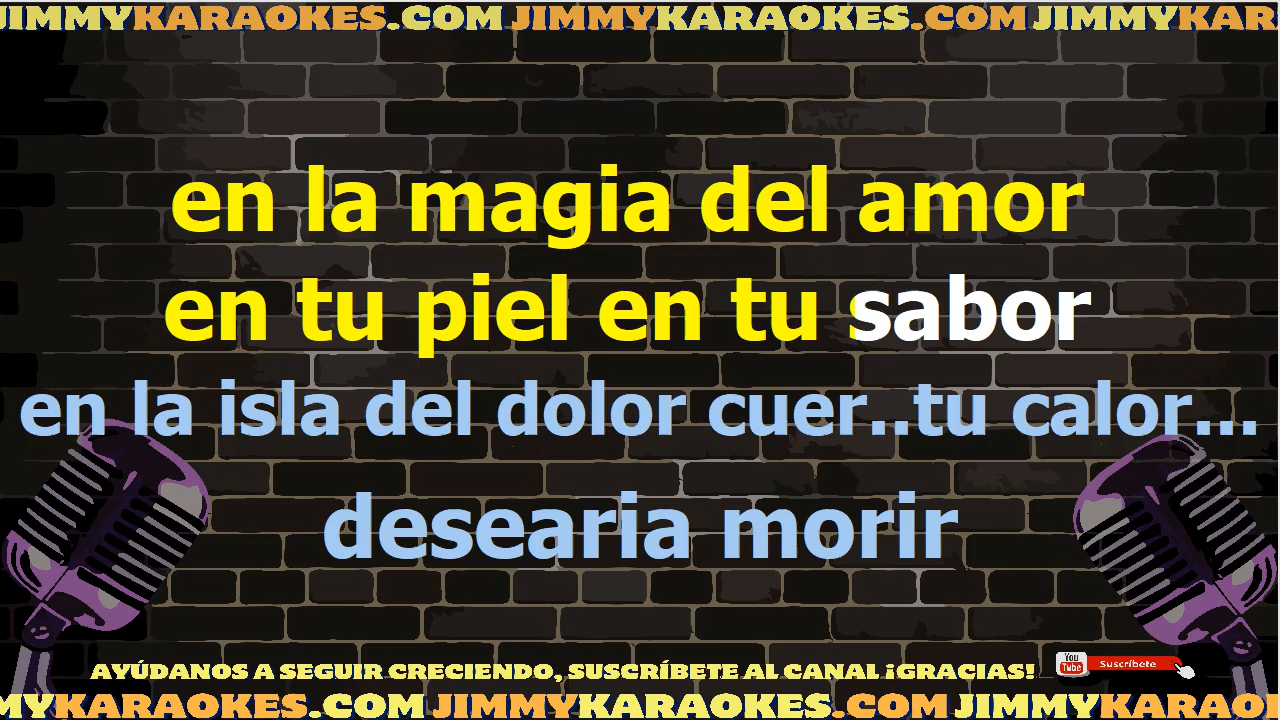 JIMMYKARAOKES.COM JIMMYKARAOKES.COM JIMMYKAR
en la magia del amor
en tu piel en tu sabor
en la isla del dolor cuer..tu calor...
desearia morir
AYÚDANOS A SEGUIR CRECIENDO, SUSCRÍBETE AL CANAL ¡GRACIAS! You Tube Suscríbete
MYKARAOKES.COM JIMMYKARAOKES.COM JIMMYKARAOK